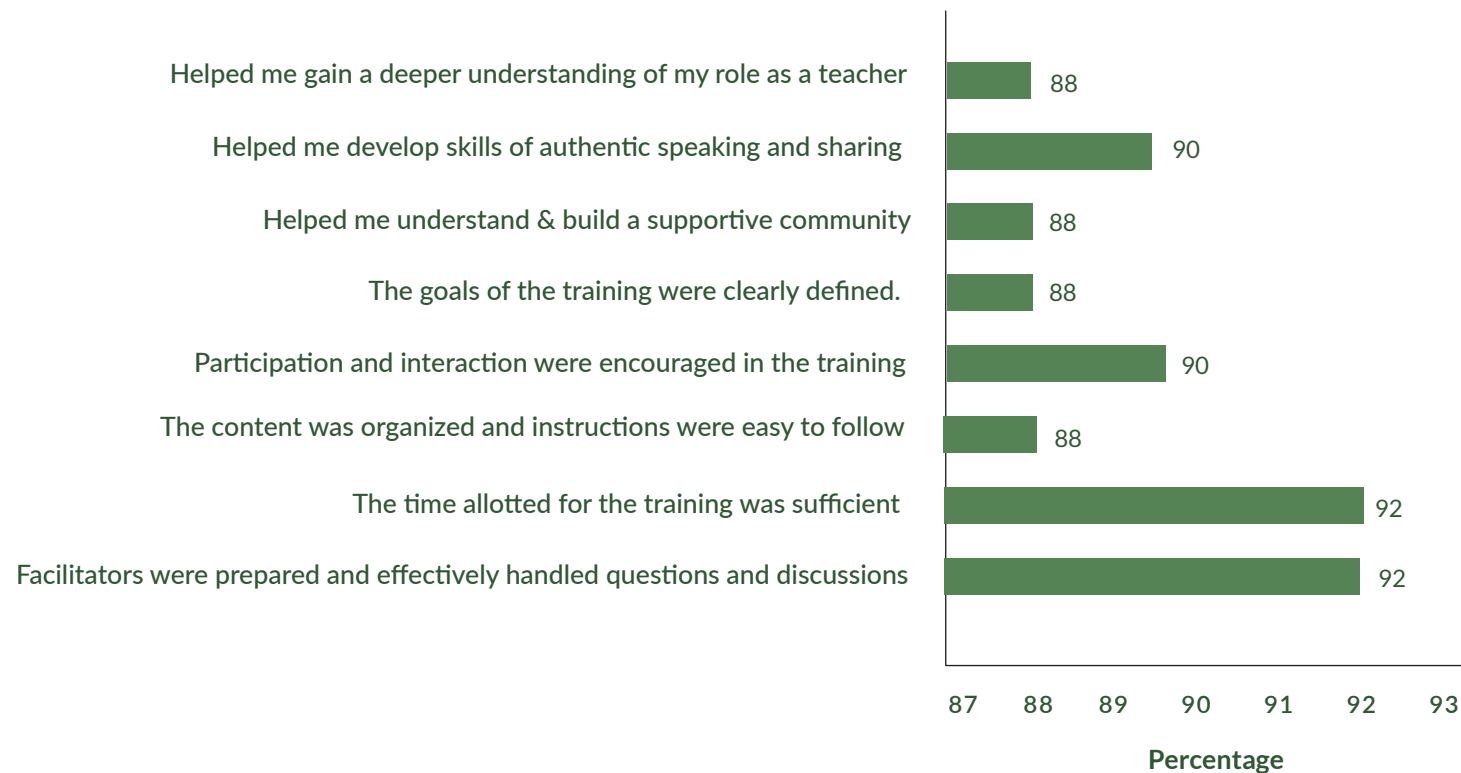 Helped me gain a deeper understanding of my role as a teacher 88
Helped me develop skills of authentic speaking and sharing 90
Helped me understand & build a supportive community 88
The goals of the training were clearly defined. 88
Participation and interaction were encouraged in the training 90
The content was organized and instructions were easy to follow 88
The time allotted for the training was sufficient 92
Facilitators were prepared and effectively handled questions and discussions 92
87 88 89 90 91 92 93
Percentage